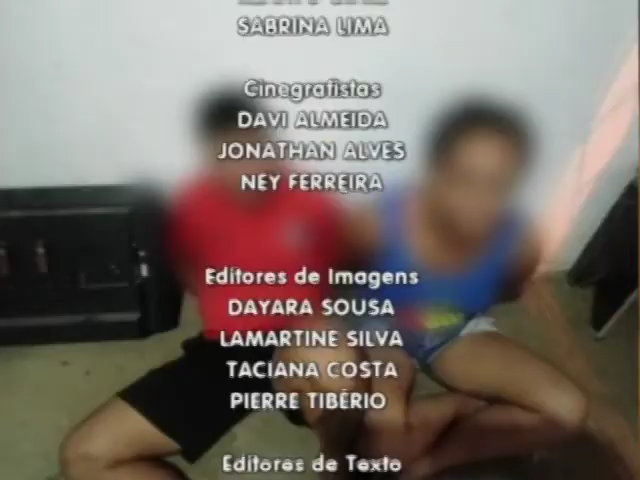 SABRINA LIMA
Cinegrafistas
DAVI ALMEIDA
JONATHAN ALVES
NEY FERREIRA
Editores de Imagens
DAYARA SOUSA
LAMARTINE SILVA
TACIANA COSTA
PIERRE TIBÉRIO
Editores de Texto